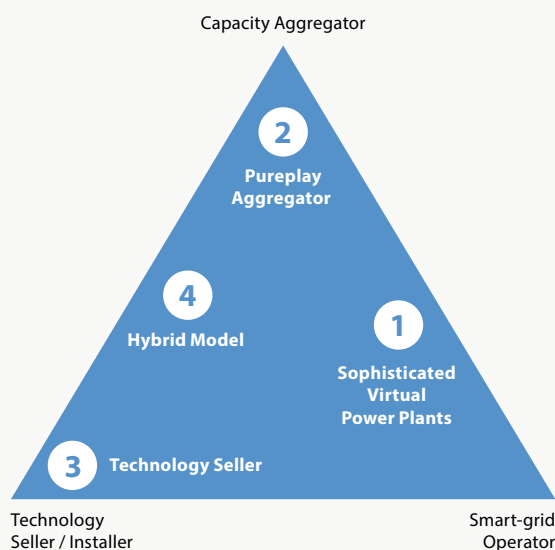 Capacity Aggregator
2
Pureplay
Aggregator
4
Hybrid Model
1
Sophisticated
Virtual
Power Plants
3
Technology Seller
Technology
Seller / Installer
Smart-grid
Operator